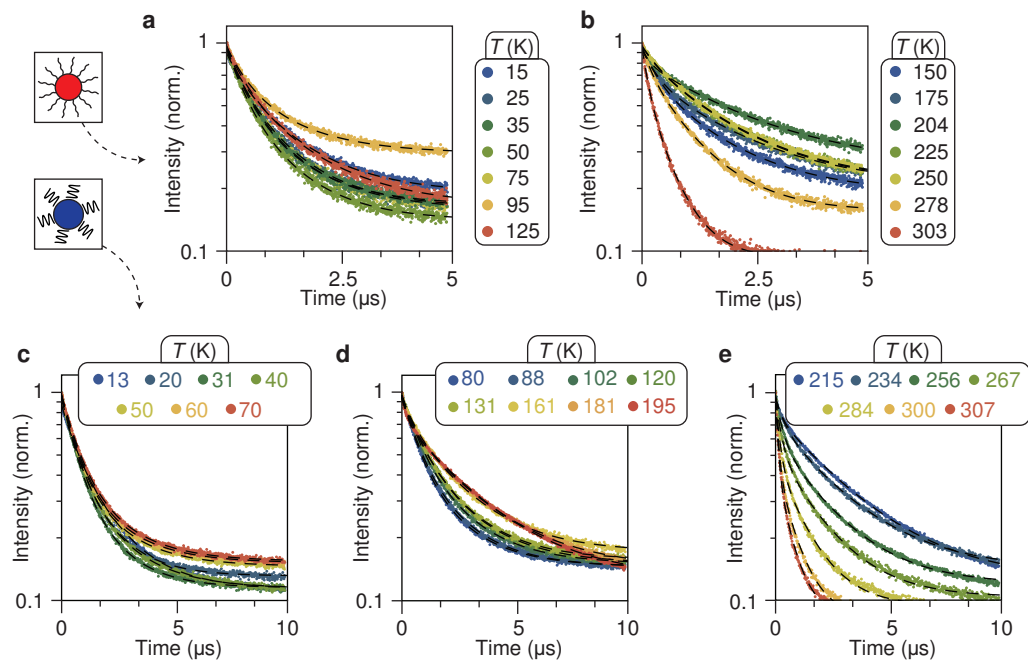 a
Intensity (norm.)
1
0.1
0
2.5
5
Time (µs)
T (K)
15
25
35
50
75
95
125
b
Intensity (norm.)
1
0.1
0
2.5
5
Time (µs)
T (K)
150
175
204
225
250
278
303
c
T (K)
13 20 31 40
50 60 70
Intensity (norm.)
1
0.1
0
5
10
Time (µs)
d
T (K)
80 88 102 120
131 161 181 195
Intensity (norm.)
1
0.1
0
5
10
Time (µs)
e
T (K)
215 234 256 267
284 300 307
Intensity (norm.)
1
0.1
0
5
10
Time (µs)